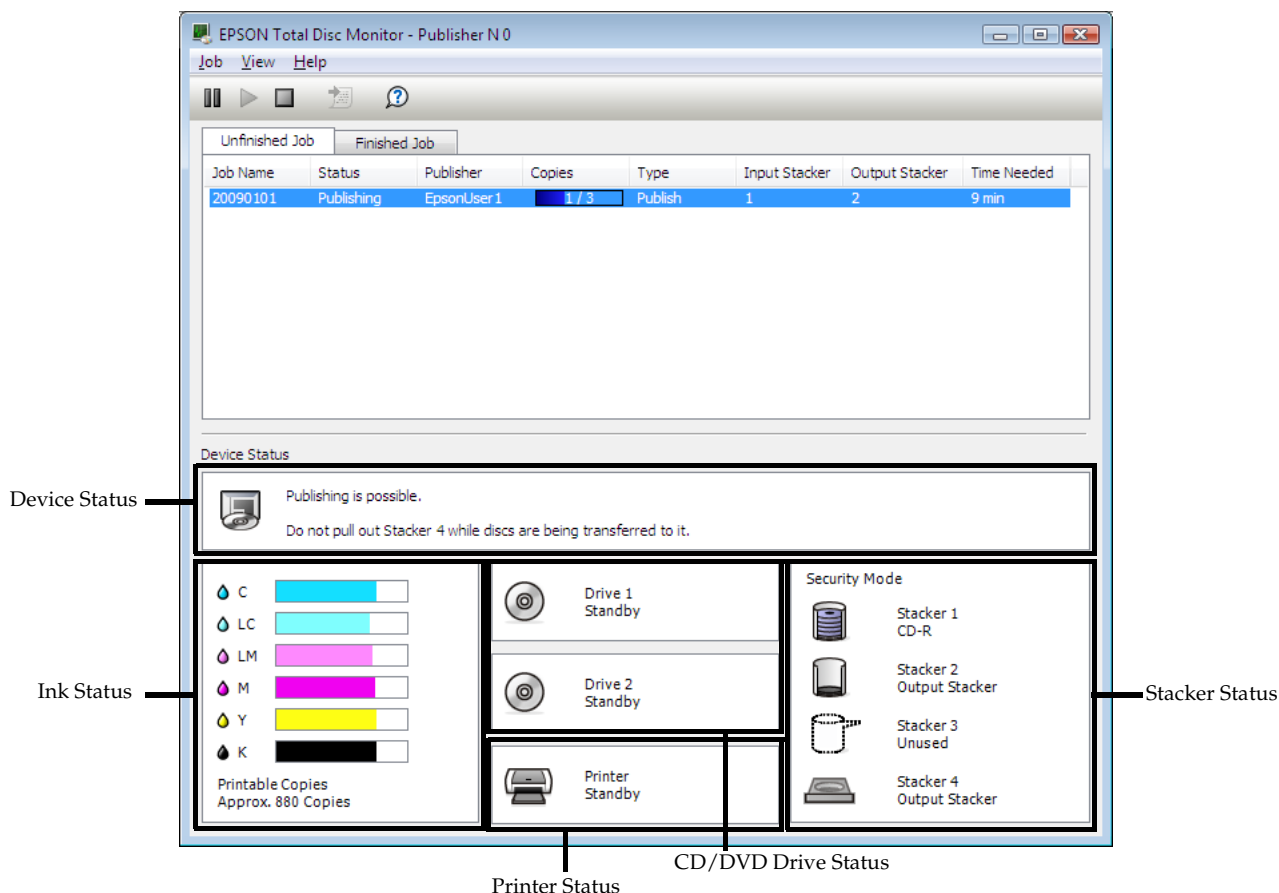 EPSON Total Disc Monitor - Publisher N 0
Job View Help
Unfinished Job Finished Job
Job Name Status Publisher Copies Type Input Stacker Output Stacker Time Needed
20090101 Publishing EpsonUser1 1 / 3 Publish 1 2 9 min
Device Status
Device Status
Publishing is possible.
Do not pull out Stacker 4 while discs are being transferred to it.
Ink Status
C
LC
LM
M
Y
K
Printable Copies
Approx. 880 Copies
Drive 1
Standby
Drive 2
Standby
Printer
Standby
Security Mode
Stacker 1
CD-R
Stacker 2
Output Stacker
Stacker 3
Unused
Stacker 4
Output Stacker
Stacker Status
CD/DVD Drive Status
Printer Status